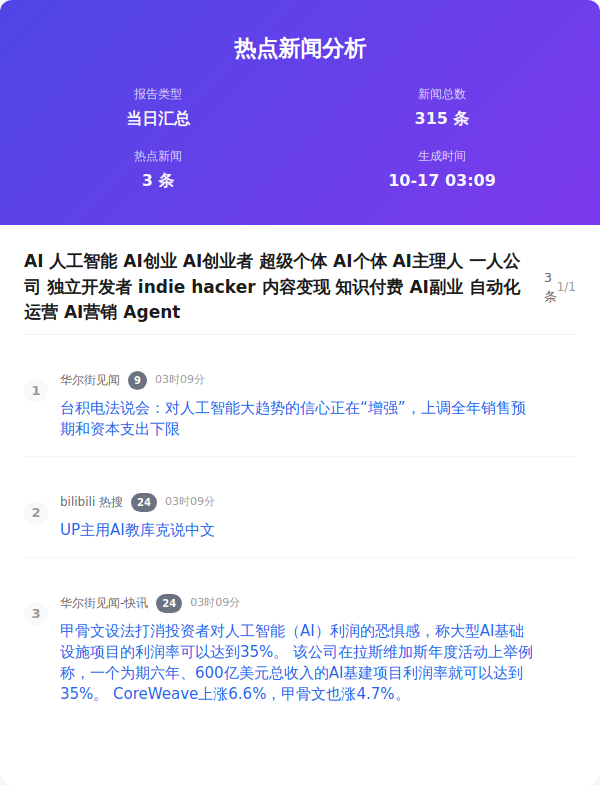 热点新闻分析
报告类型
当日汇总
新闻总数
315 条
热点新闻
3 条
生成时间
10-17 03:09
AI 人工智能 AI创业 AI创业者 超级个体 AI个体 AI主理人 一人公
司 独立开发者 indie hacker 内容变现 知识付费 AI副业 自动化
运营 AI营销 Agent
3
条
1/1
1
华尔街见闻 9 03时09分
台积电法说会：对人工智能大趋势的信心正在“增强”，上调全年销售预
期和资本支出下限
2
bilibili 热搜 24 03时09分
UP主用AI教库克说中文
3
华尔街见闻-快讯 24 03时09分
甲骨文设法打消投资者对人工智能（AI）利润的恐惧感，称大型AI基础
设施项目的利润率可以达到35%。 该公司在拉斯维加斯年度活动上举例
称，一个为期六年、600亿美元总收入的AI基建项目利润率就可以达到
35%。 CoreWeave上涨6.6%，甲骨文也涨4.7%。